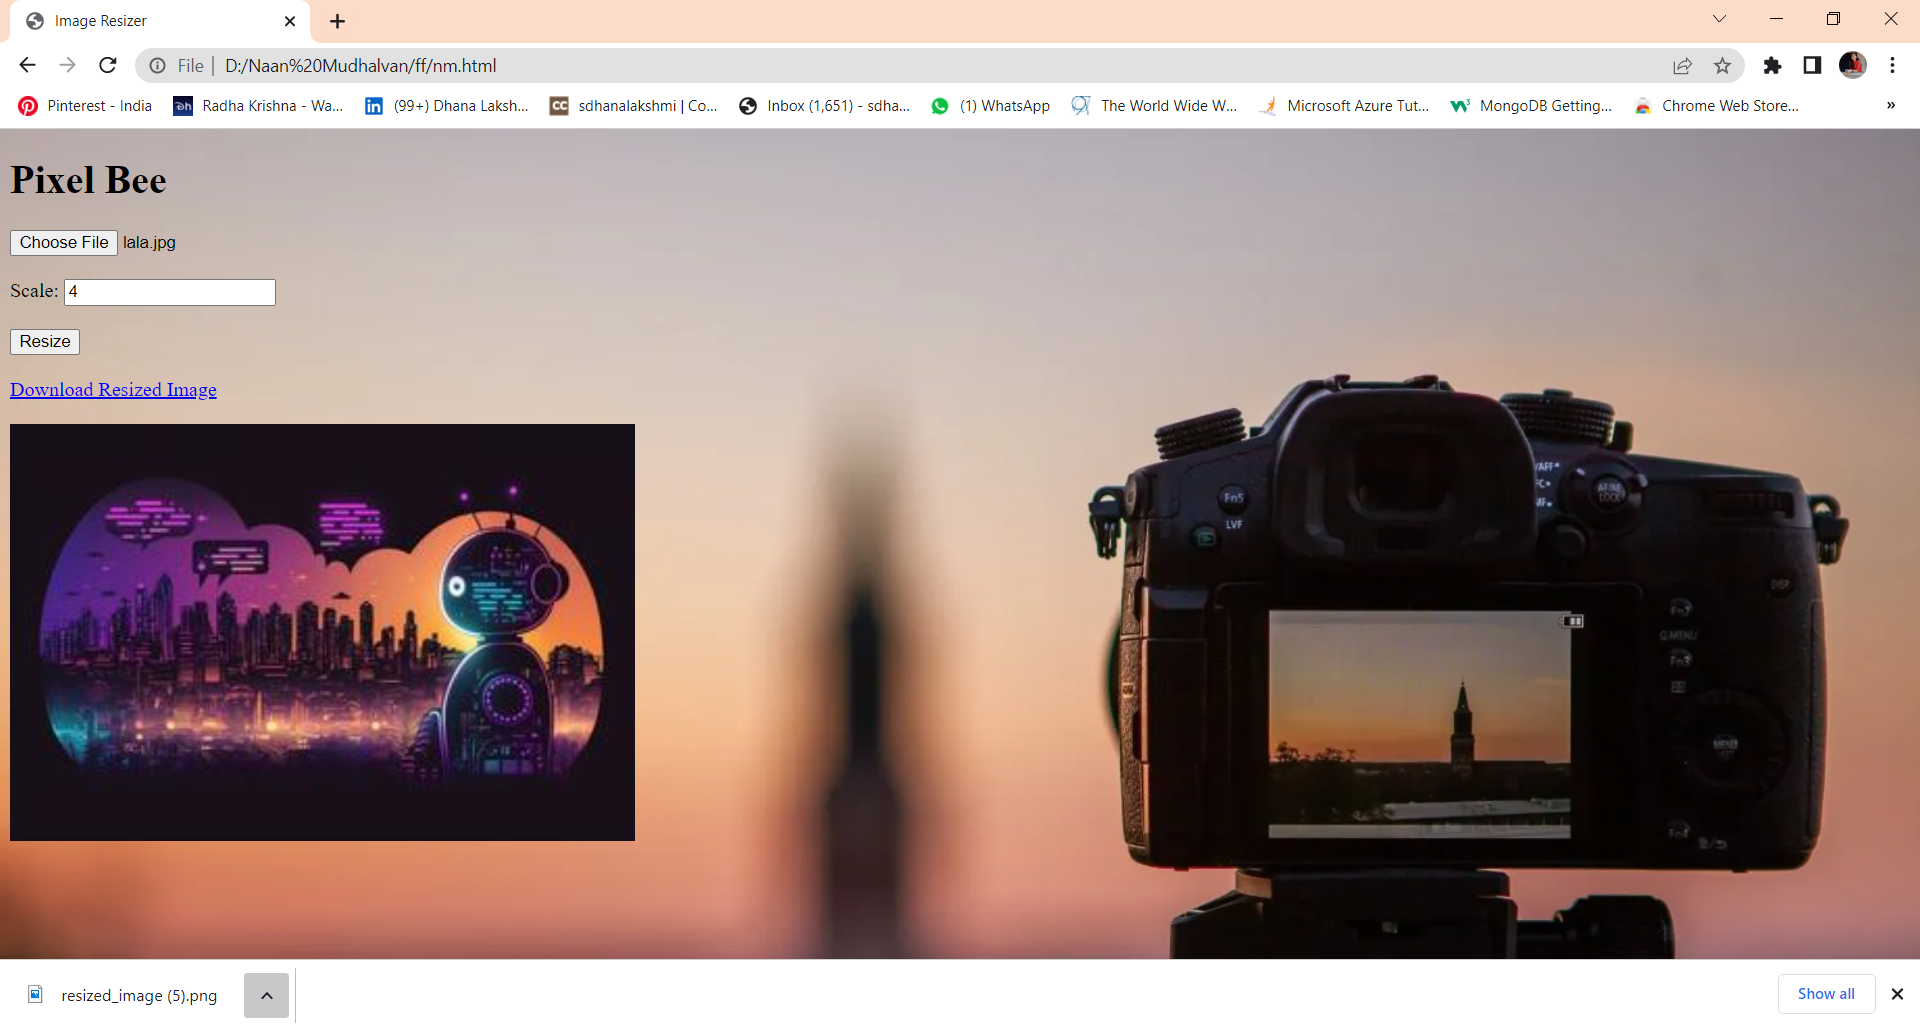 Image Resizer
File | D:/Naan%20Mudhalvan/ff/nm.html
Pinterest - India Radha Krishna - Wa... (99+) Dhana Laksh... CC sdhanalakshmi | Co... Inbox (1,651) - sdha... (1) WhatsApp The World Wide W... Microsoft Azure Tut... MongoDB Getting... Chrome Web Store... »
Pixel Bee
Choose File lala.jpg
Scale: 4
Resize
Download Resized Image
AF/AE
LOCK
Fn5
LVF
DISP
Fn2
Q.MENU
Fn3
MENU
Fn4
resized_image (5).png
Show all